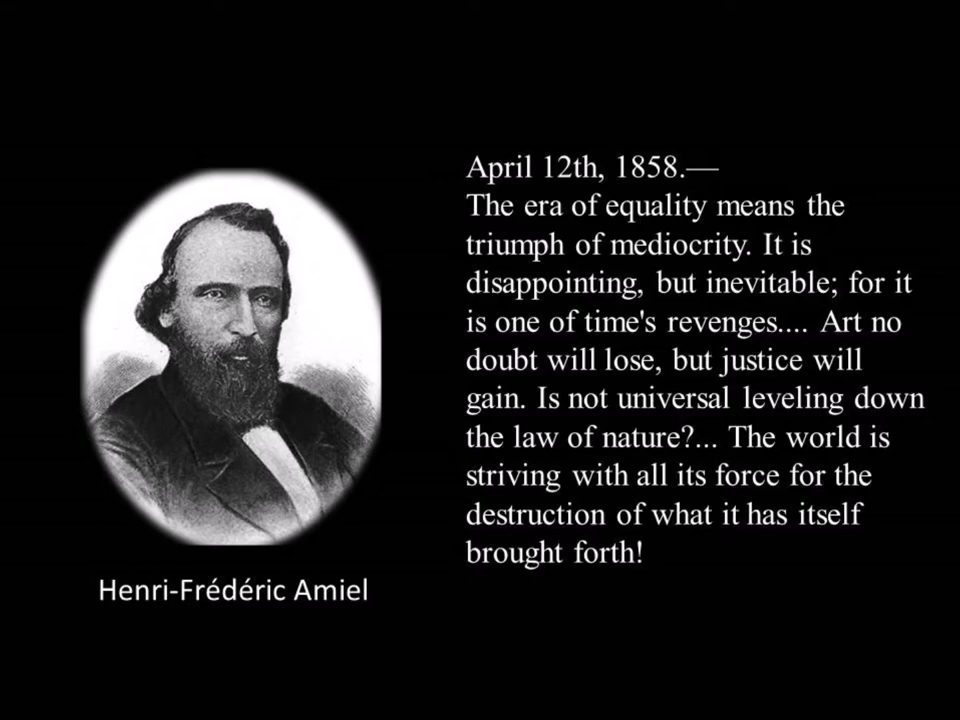 April 12th, 1858.—
The era of equality means the
triumph of mediocrity. It is
disappointing, but inevitable; for it
is one of time's revenges.... Art no
doubt will lose, but justice will
gain. Is not universal leveling down
the law of nature?... The world is
striving with all its force for the
destruction of what it has itself
brought forth!
Henri-Frédéric Amiel